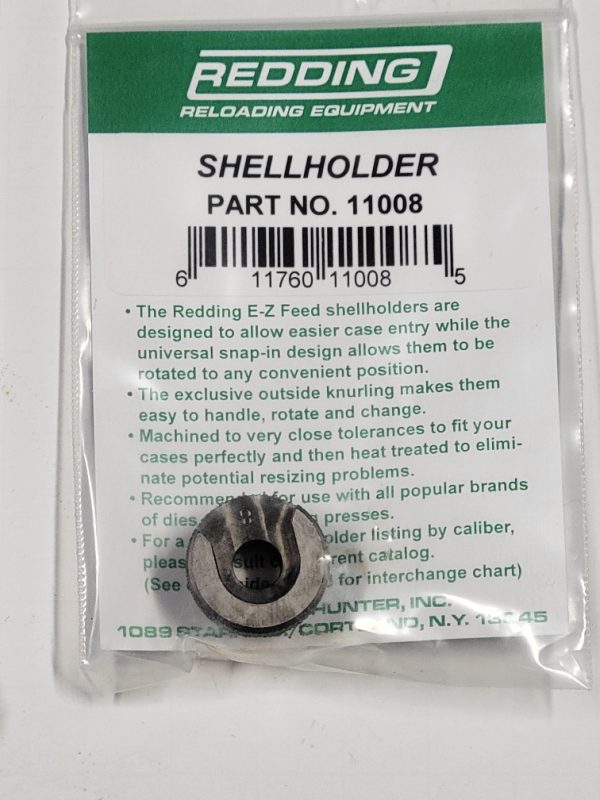 REDDING
RELOADING EQUIPMENT
SHELLHOLDER
PART NO. 11008
6 11760 11008 5
• The Redding E-Z Feed shellholders are
designed to allow easier case entry while the
universal snap-in design allows them to be
rotated to any convenient position.
• The exclusive outside knurling makes them
easy to handle, rotate and change.
• Machined to very close tolerances to fit your
cases perfectly and then heat treated to elimi-
nate potential resizing problems.
• for use with all popular brands
of dies presses.
• For a listing by caliber,
catalog.
(See for interchange chart)
HUNTER, INC.
1089 N.Y.
8